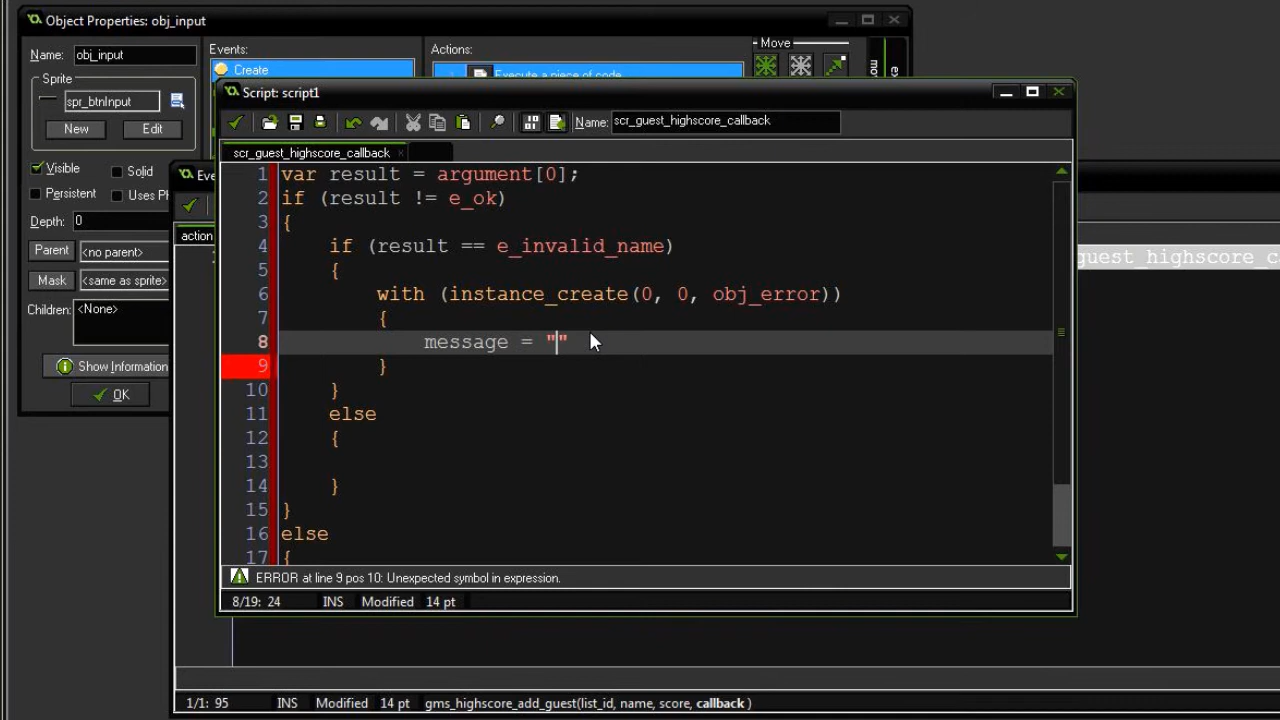 Object Properties: obj_input
Name: obj_input
Events:
Actions:
Move
Sprite
Create
Execute a piece of code
spr_btnInput
New
Edit
Visible
Solid
Persistent
Depth: 0
Parent
<no parent>
Mask
<same as sprite>
Children:
<None>
Show Information
OK
action
Script: script1
Name: scr_guest_highscore_callback
scr_guest_highscore_callback
1 var result = argument[0];
2 if (result != e_ok)
3 {
4 if (result == e_invalid_name)
5 {
6 with (instance_create(0, 0, obj_error))
7 {
8 message = ""
9 }
10 }
11 else
12 {
13
14 }
15 }
16 else
17 {
ERROR at line 9 pos 10: Unexpected symbol in expression.
8/19: 24 INS Modified 14 pt
guest_highscore_c
1/1: 95 INS Modified 14 pt gms_highscore_add_guest(list_id, name, score, callback )